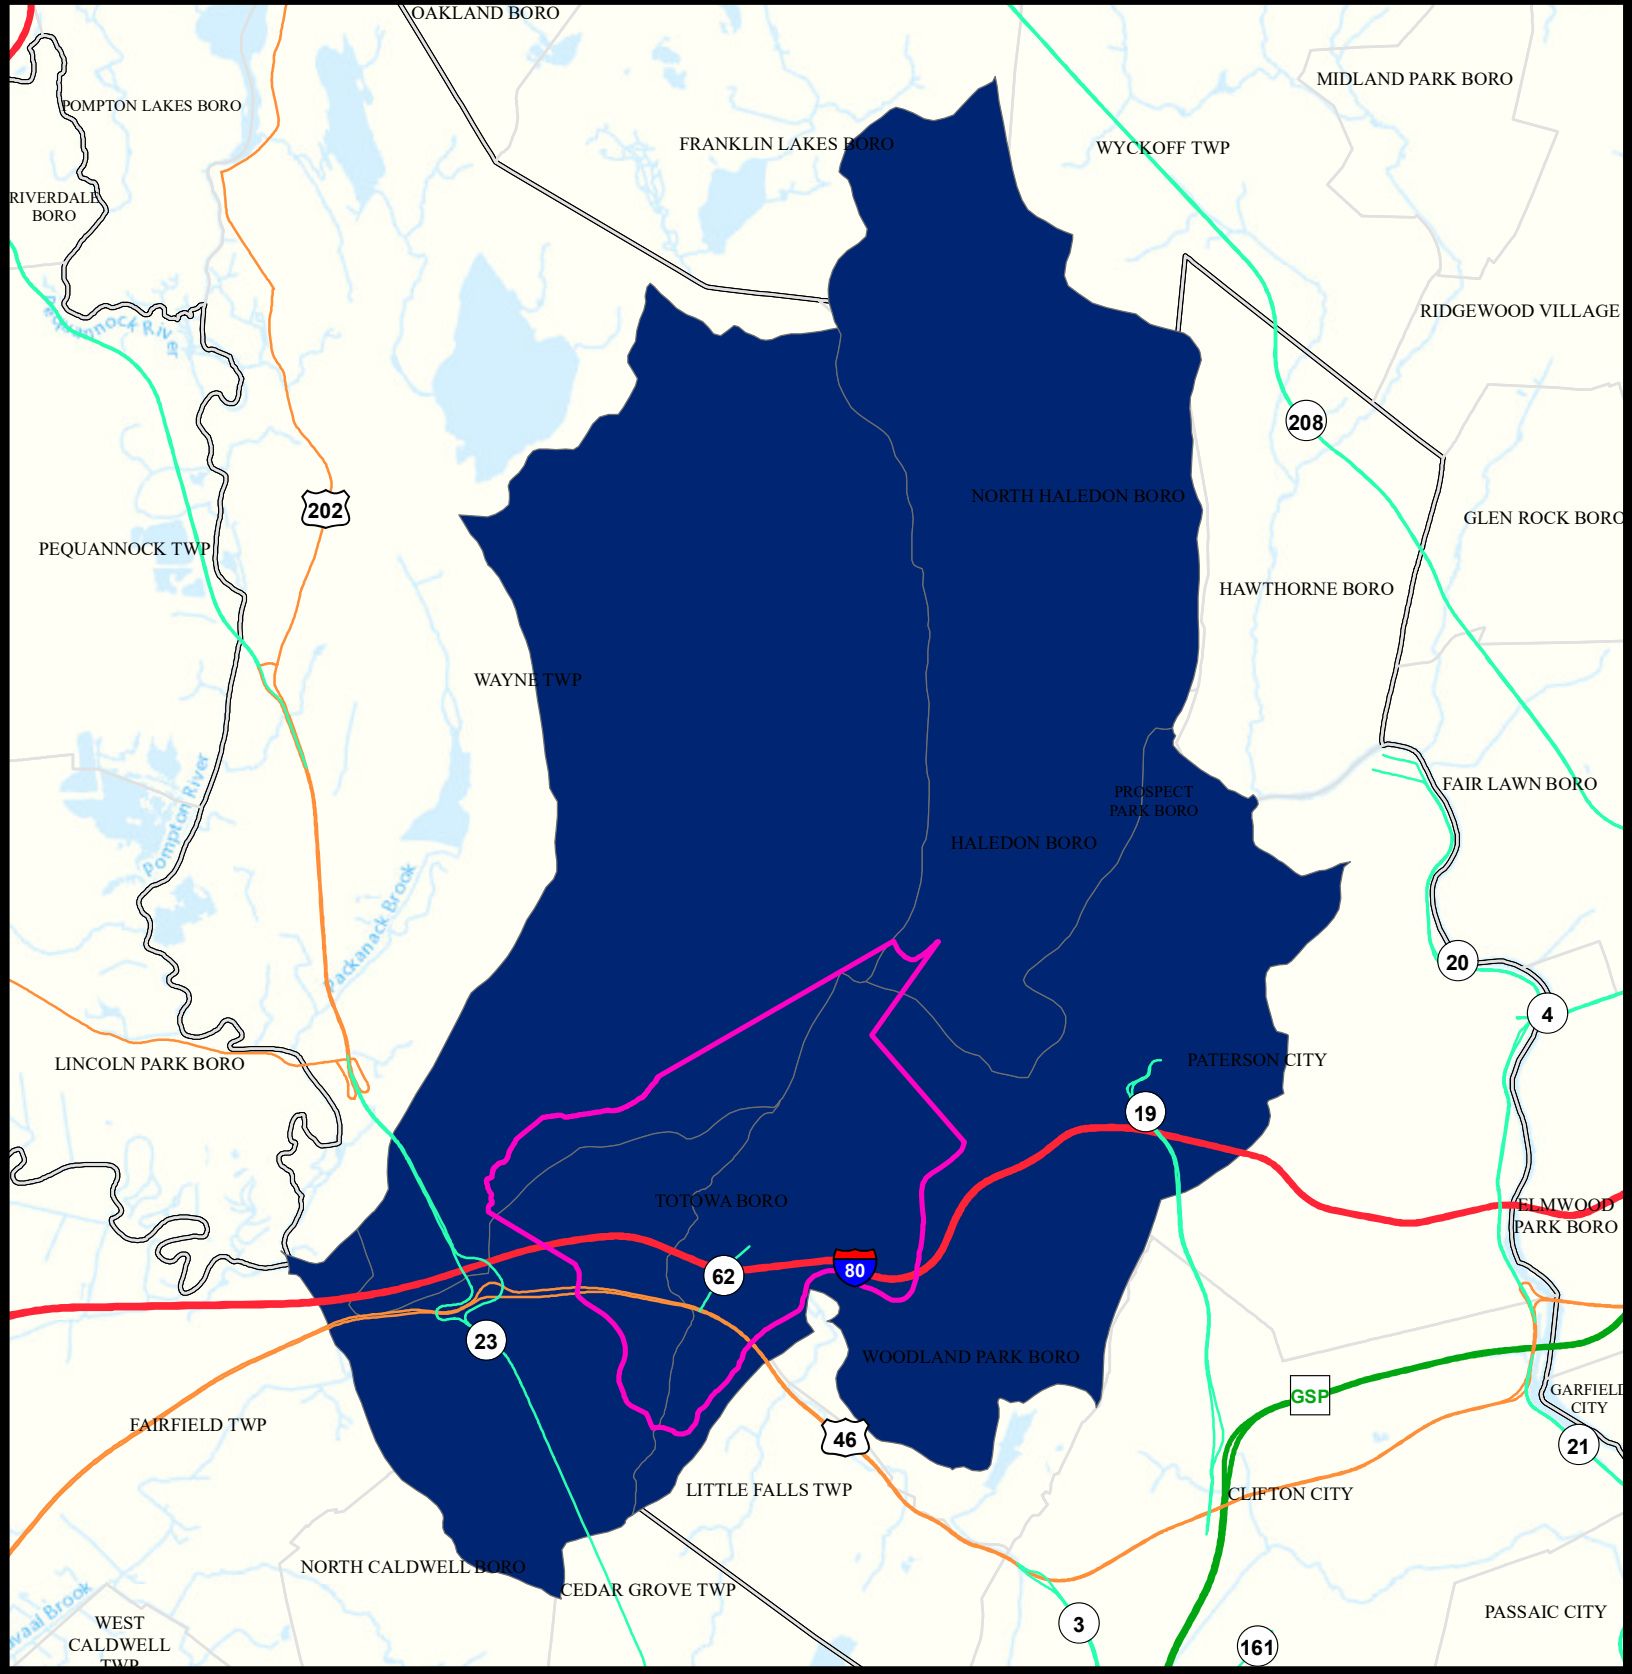 OAKLAND BORO
MIDLAND PARK BORO
POMPTON LAKES BORO
FRANKLIN LAKES BORO
WYCKOFF TWP
RIVERDALE
BORO
Pequannock River
RIDGEWOOD VILLAGE
208
NORTH HALEDON BORO
202
GLEN ROCK BORO
PEQUANNOCK TWP
HAWTHORNE BORO
WAYNE TWP
FAIR LAWN BORO
PROSPECT
PARK BORO
Pompton River
HALEDON BORO
Packanack Brook
20
4
LINCOLN PARK BORO
PATERSON CITY
19
TOTOWA BORO
ELMWOOD
PARK BORO
62
80
23
WOODLAND PARK BORO
GSP
GARFIELD
CITY
FAIRFIELD TWP
46
21
LITTLE FALLS TWP
CLIFTON CITY
NORTH CALDWELL BORO
CEDAR GROVE TWP
vaal Brook
PASSAIC CITY
WEST
CALDWELL
TWP
3
161